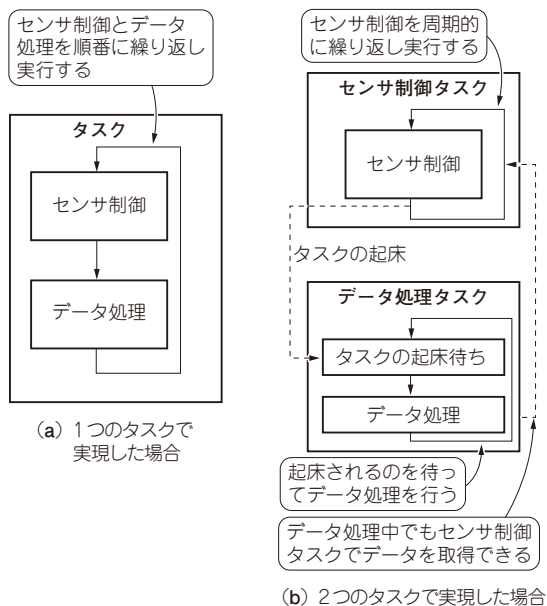 センサ制御とデータ
処理を順番に繰り返し
実行する
タスク
センサ制御
データ処理
(a) 1つのタスクで
実現した場合
センサ制御を周期的
に繰り返し実行する
センサ制御タスク
センサ制御
タスクの起床
データ処理タスク
タスクの起床待ち
データ処理
起床されるのを待っ
てデータ処理を行う
データ処理中でもセンサ制御
タスクでデータを取得できる
(b) 2つのタスクで実現した場合